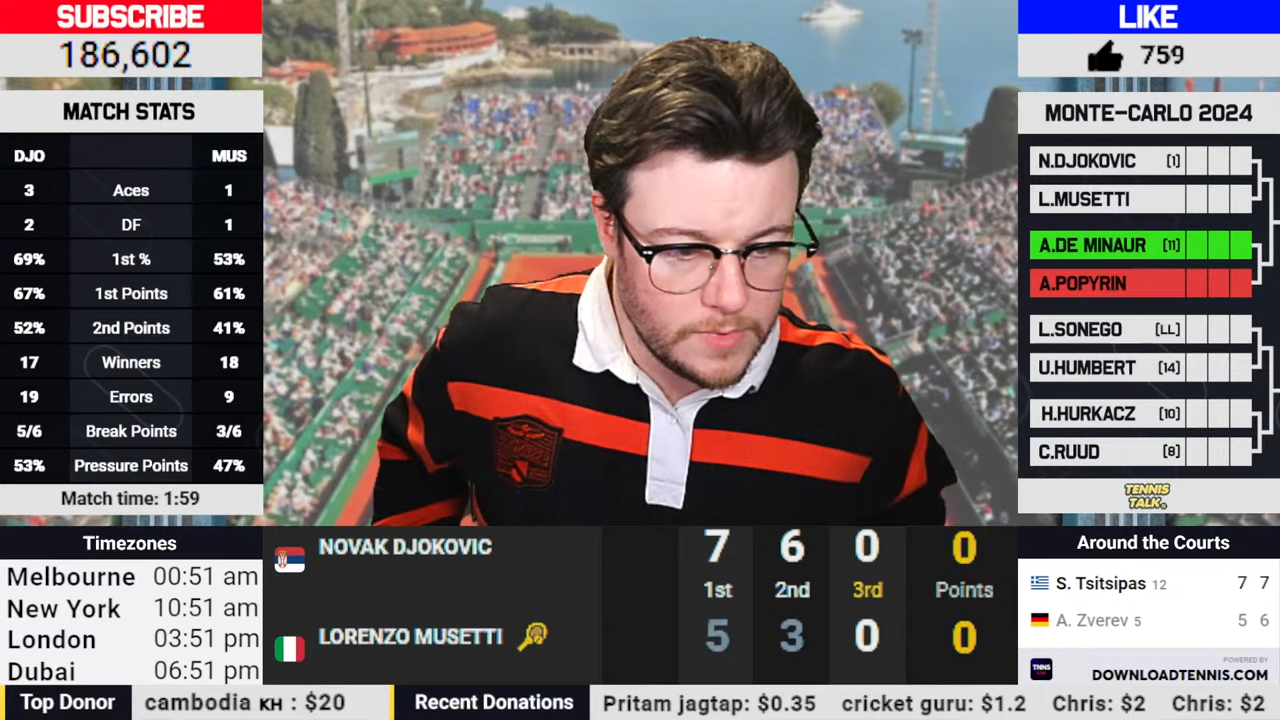 SUBSCRIBE
186,602
MATCH STATS
DJO MUS
3 Aces 1
2 DF 1
69% 1st % 53%
67% 1st Points 61%
52% 2nd Points 41%
17 Winners 18
19 Errors 9
5/6 Break Points 3/6
53% Pressure Points 47%
Match time: 1:59
Timezones
Melbourne 00:51 am
New York 10:51 am
London 03:51 pm
Dubai 06:51 pm
NOVAK DJOKOVIC 7 6 0 0
1st 2nd 3rd Points
LORENZO MUSETTI 5 3 0 0
LIKE
759
MONTE-CARLO 2024
N.DJOKOVIC [1]
L.MUSETTI
A.DE MINAUR [11]
A.POPYRIN
L.SONEGO [LL]
U.HUMBERT [14]
H.HURKACZ [10]
C.RUUD [8]
TENNIS
TALK.
Around the Courts
S. Tsitsipas 12 7 7
A. Zverev 5 5 6
TNNS
POWERED BY
DOWNLOADTENNIS.COM
Top Donor cambodia KH : $20 Recent Donations Pritam jagtap: $0.35 cricket guru: $1.2 Chris: $2 Chris: $2